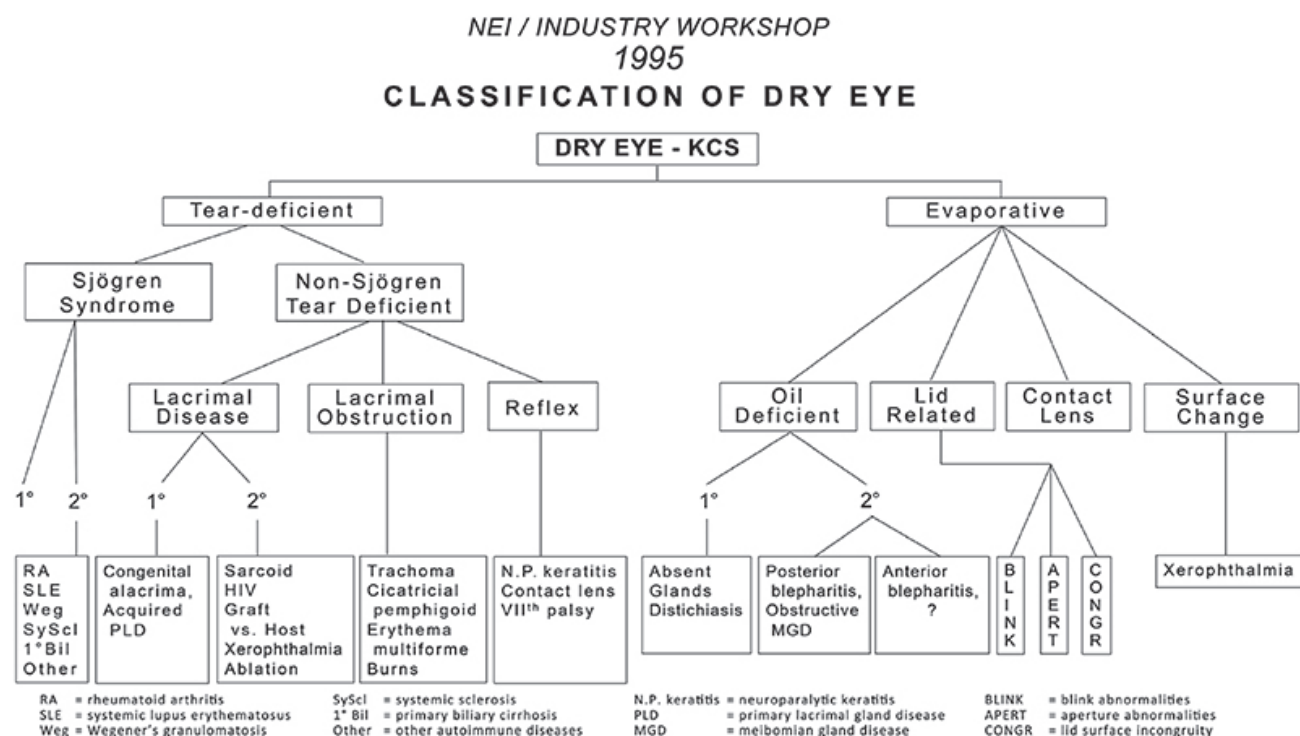 NEI / INDUSTRY WORKSHOP
1995
CLASSIFICATION OF DRY EYE
DRY EYE - KCS
Tear-deficient
Evaporative
Sjögren
Syndrome
Non-Sjögren
Tear Deficient
Lacrimal
Disease
Lacrimal
Obstruction
Reflex
Oil
Deficient
Lid
Related
Contact
Lens
Surface
Change
1°
2°
1°
2°
1°
2°
RA
SLE
Weg
SyScl
1°Bil
Other
Congenital
alacrima,
Acquired
PLD
Sarcoid
HIV
Graft
vs. Host
Xerophthalmia
Ablation
Trachoma
Cicatricial
pemphigoid
Erythema
multiforme
Burns
N.P. keratitis
Contact lens
VIIth palsy
Absent
Glands
Distichiasis
Posterior
blepharitis,
Obstructive
MGD
Anterior
blepharitis,
?
BLINK
APERT
CONGR
Xerophthalmia
RA = rheumatoid arthritis
SLE = systemic lupus erythematosus
Weg = Wegener's granulomatosis
SyScl = systemic sclerosis
1° Bil = primary biliary cirrhosis
Other = other autoimmune diseases
N.P. keratitis = neuroparalytic keratitis
PLD = primary lacrimal gland disease
MGD = meibomian gland disease
BLINK = blink abnormalities
APERT = aperture abnormalities
CONGR = lid surface incongruity